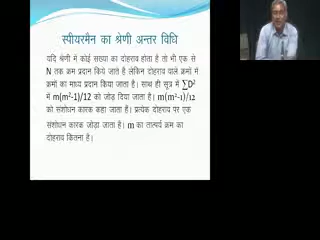 स्पीयरमैन का श्रेणी अन्तर विधि
यदि श्रेणी में कोई संख्या का दोहराव होता है तो भी एक से
N तक क्रम प्रदान किये जाते है लेकिन दोहराव वाले क्रमों में
क्रमों का माध्य प्रदान किया जाता है। साथ ही सूत्र में ∑D²
में m(m²-1)/12 को जोड़ दिया जाता है। m(m²-1)/12
को संशोधन कारक कहा जाता हैं। प्रत्येक दोहराव पर एक
संशोधन कारक जोड़ा जाता है। m का तात्पर्य क्रम का
दोहराव कितना है।